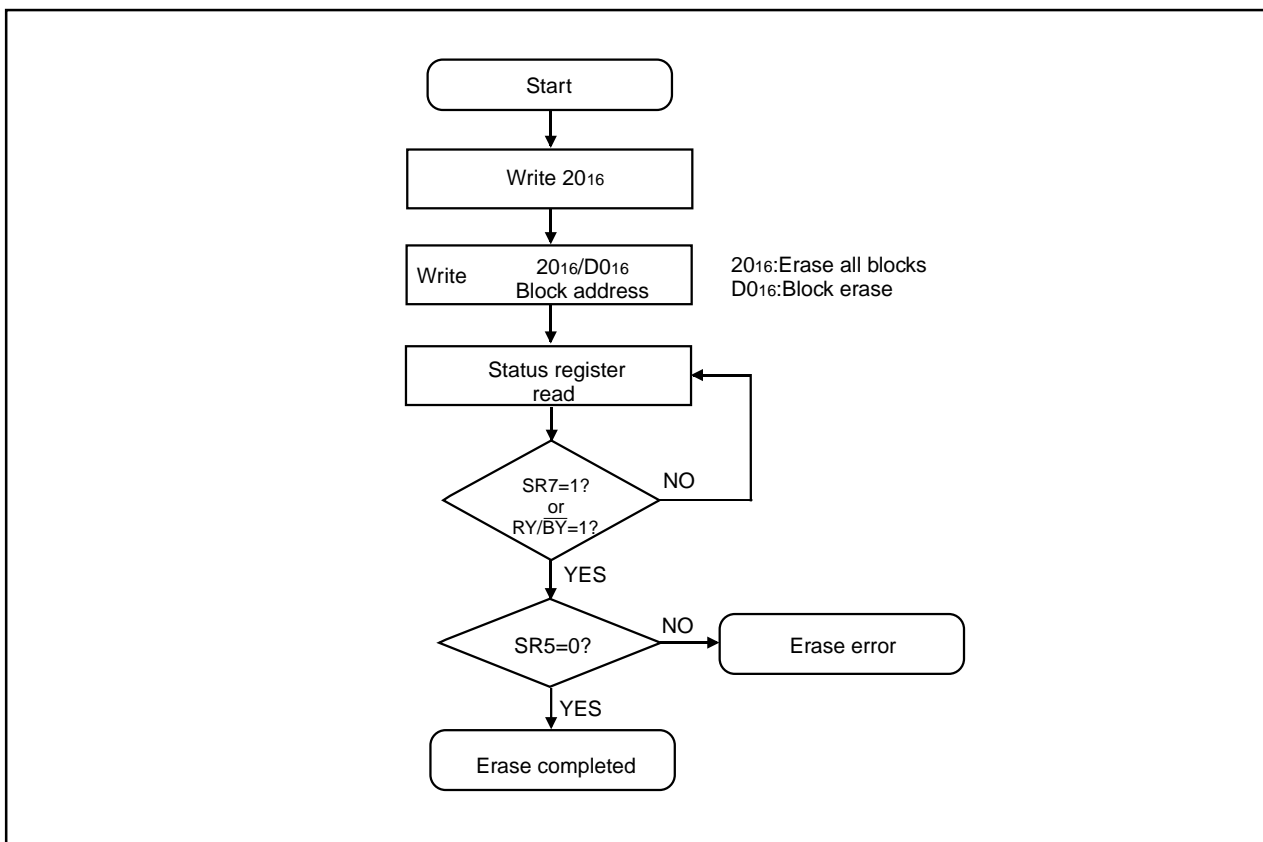 Start
Write 2016
Write 2016/D016
Block address
2016:Erase all blocks
D016:Block erase
Status register
read
SR7=1?
or
RY/B̅Y̅=1?
NO
YES
SR5=0?
NO
Erase error
YES
Erase completed